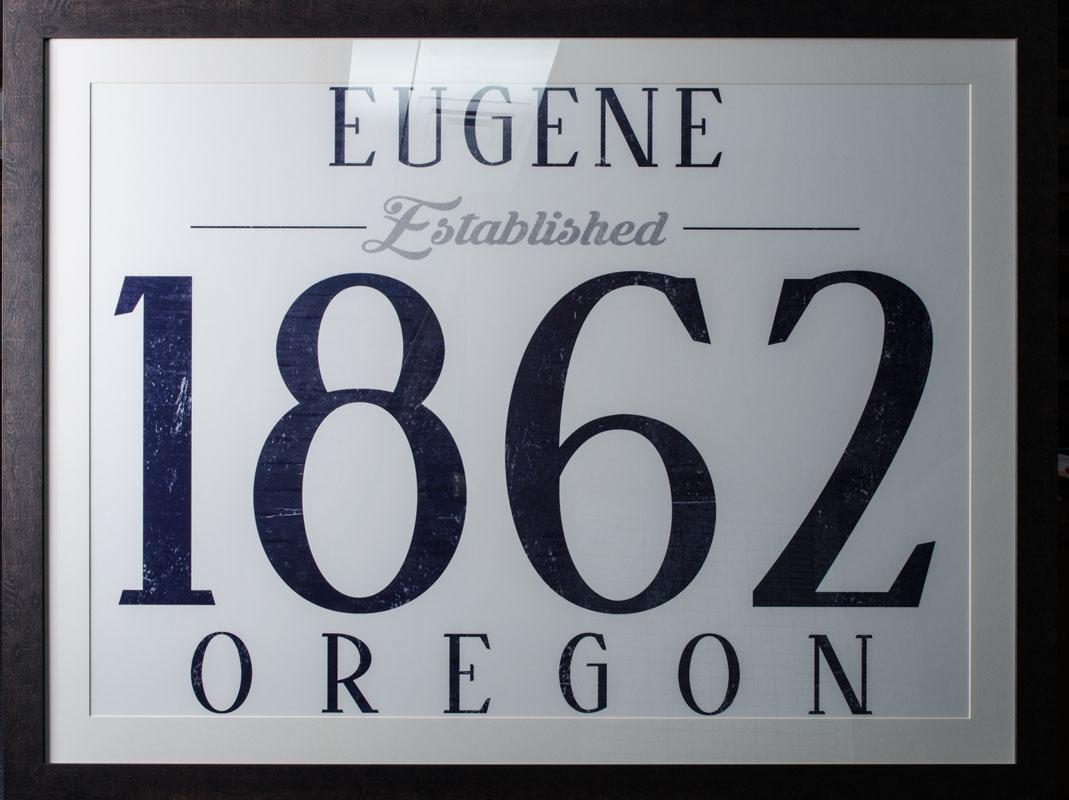 EUGENE
Established
1862
OREGON